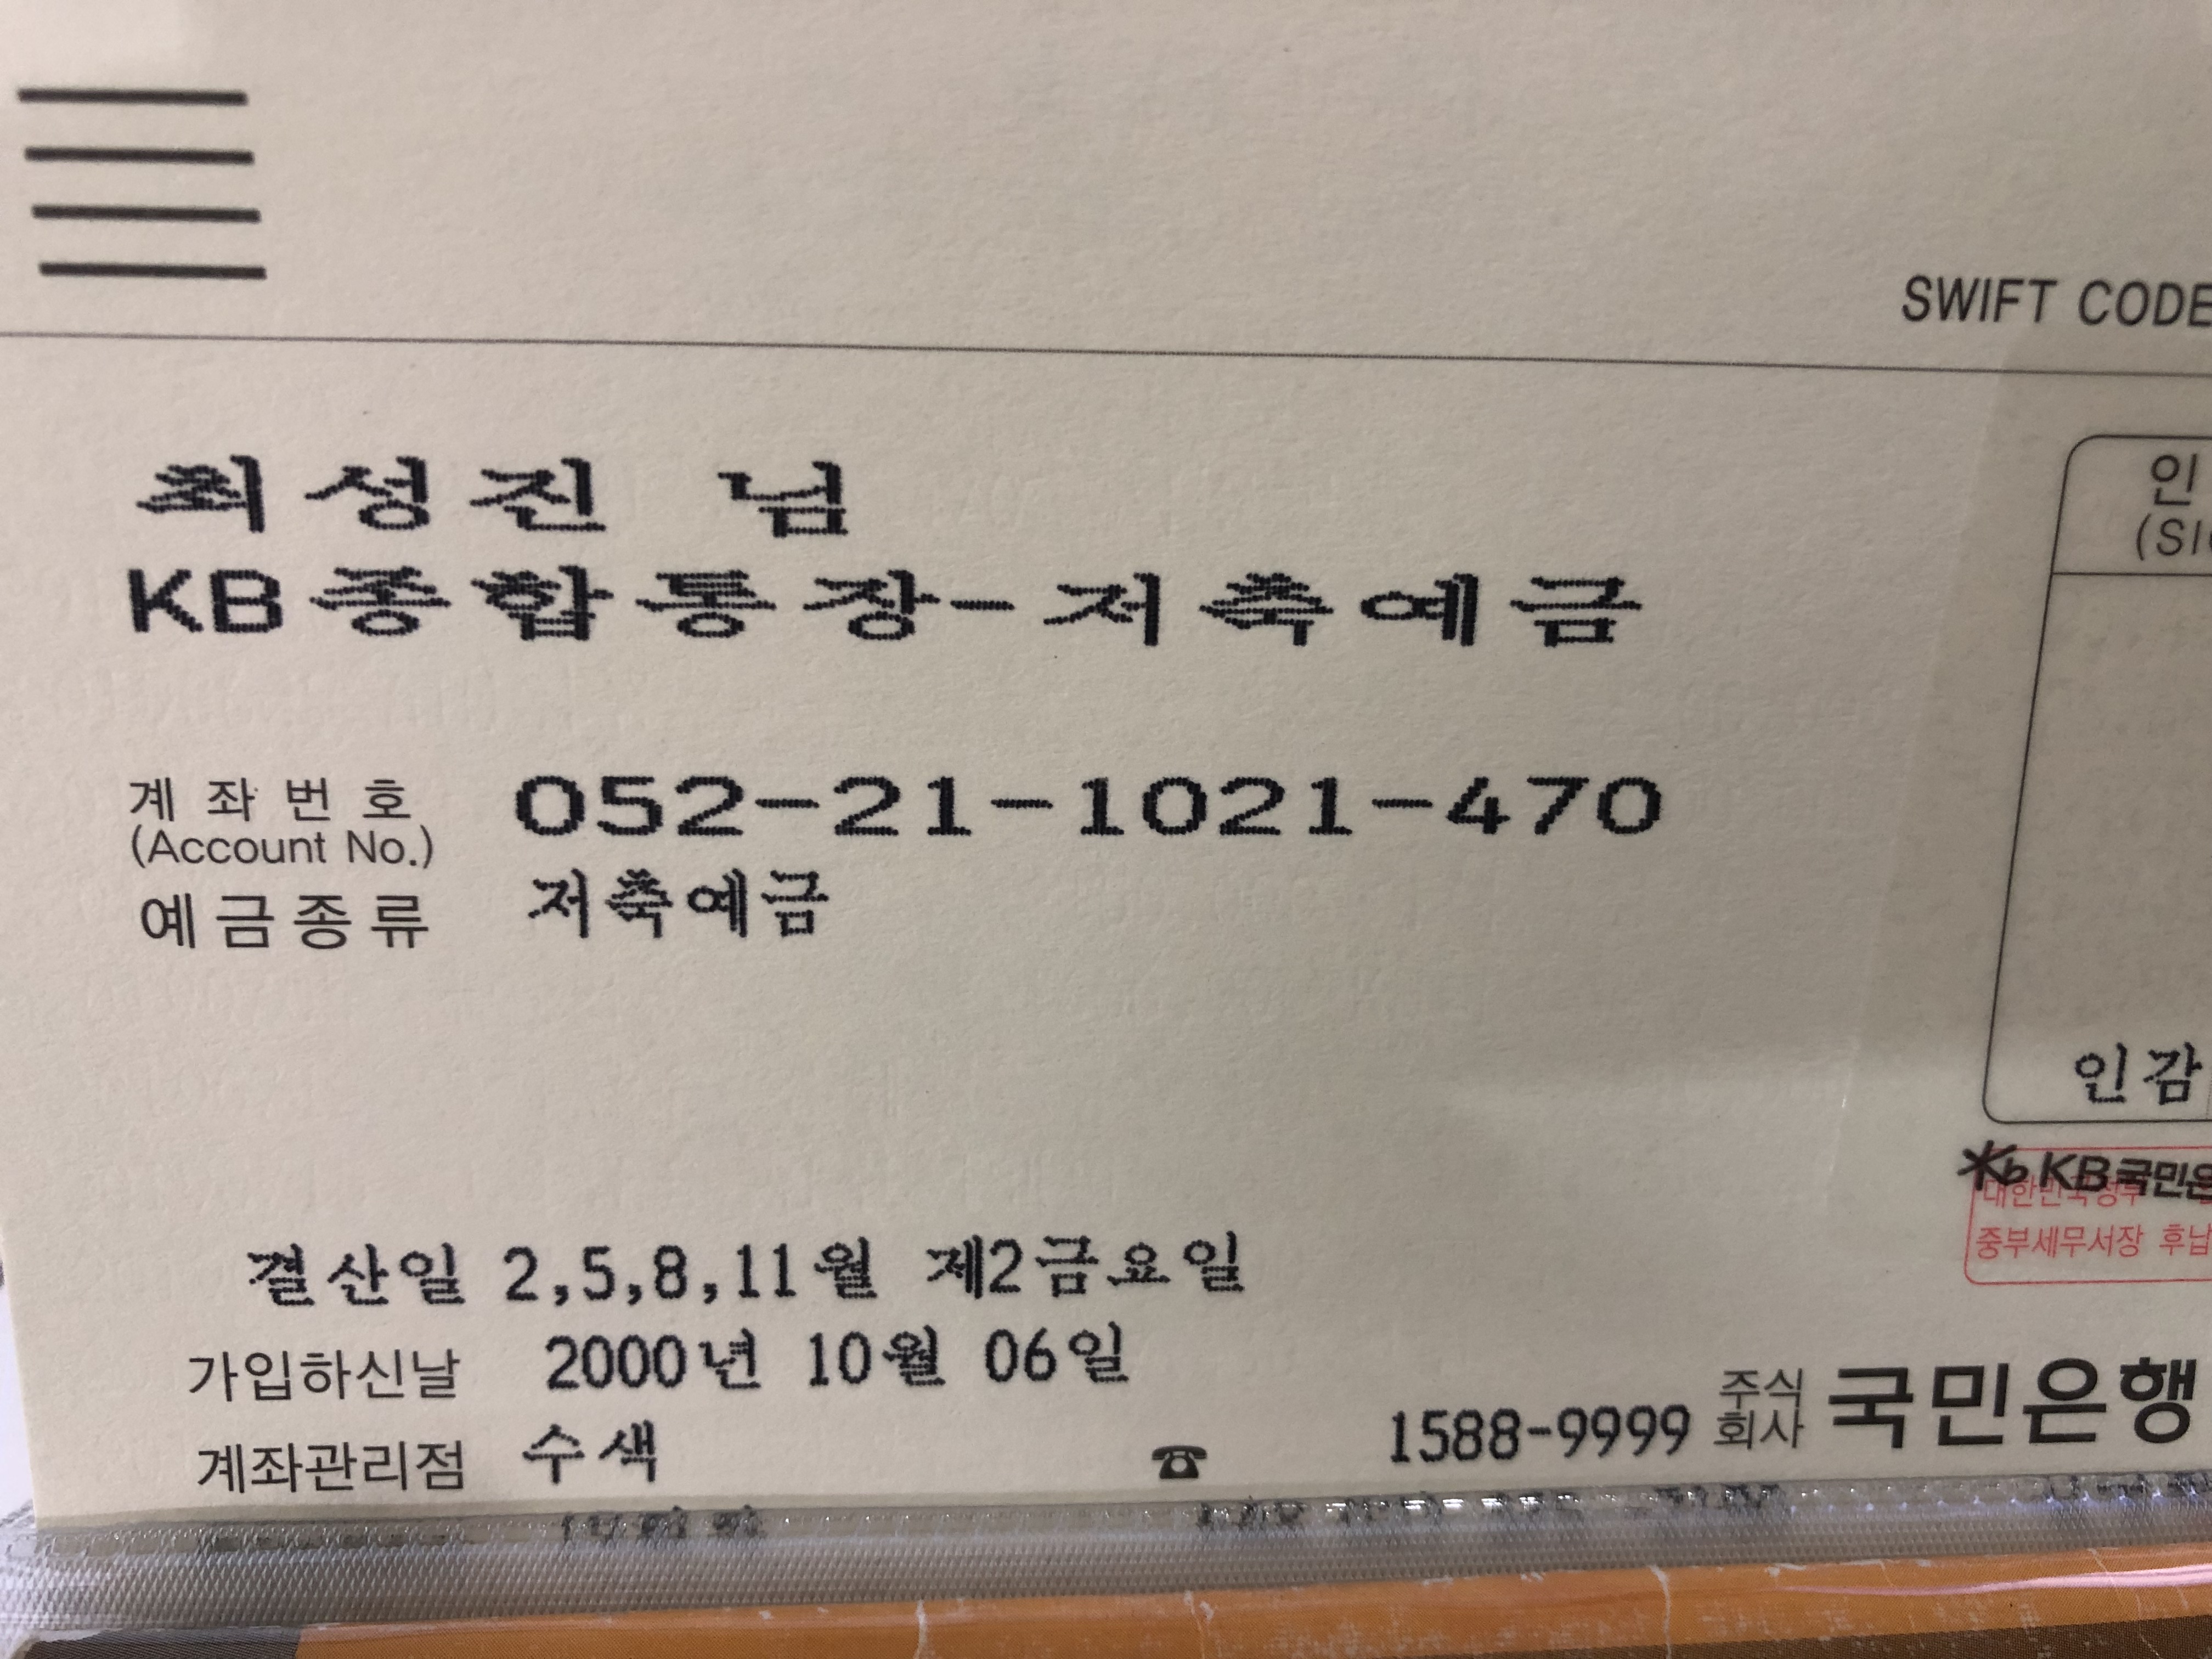 SWIFT CODE
최성진 님
KB종합통장-저축예금
인
(SI
계좌번호 052-21-1021-470
(Account No.)
예금종류 저축예금
인감
KB국민은
대한민국정부
중부세무서장 후납
결산일 2,5,8,11월 제2금요일
가입하신날 2000년 10월 06일
계좌관리점 수색 ☎ 1588-9999 주식회사 국민은행